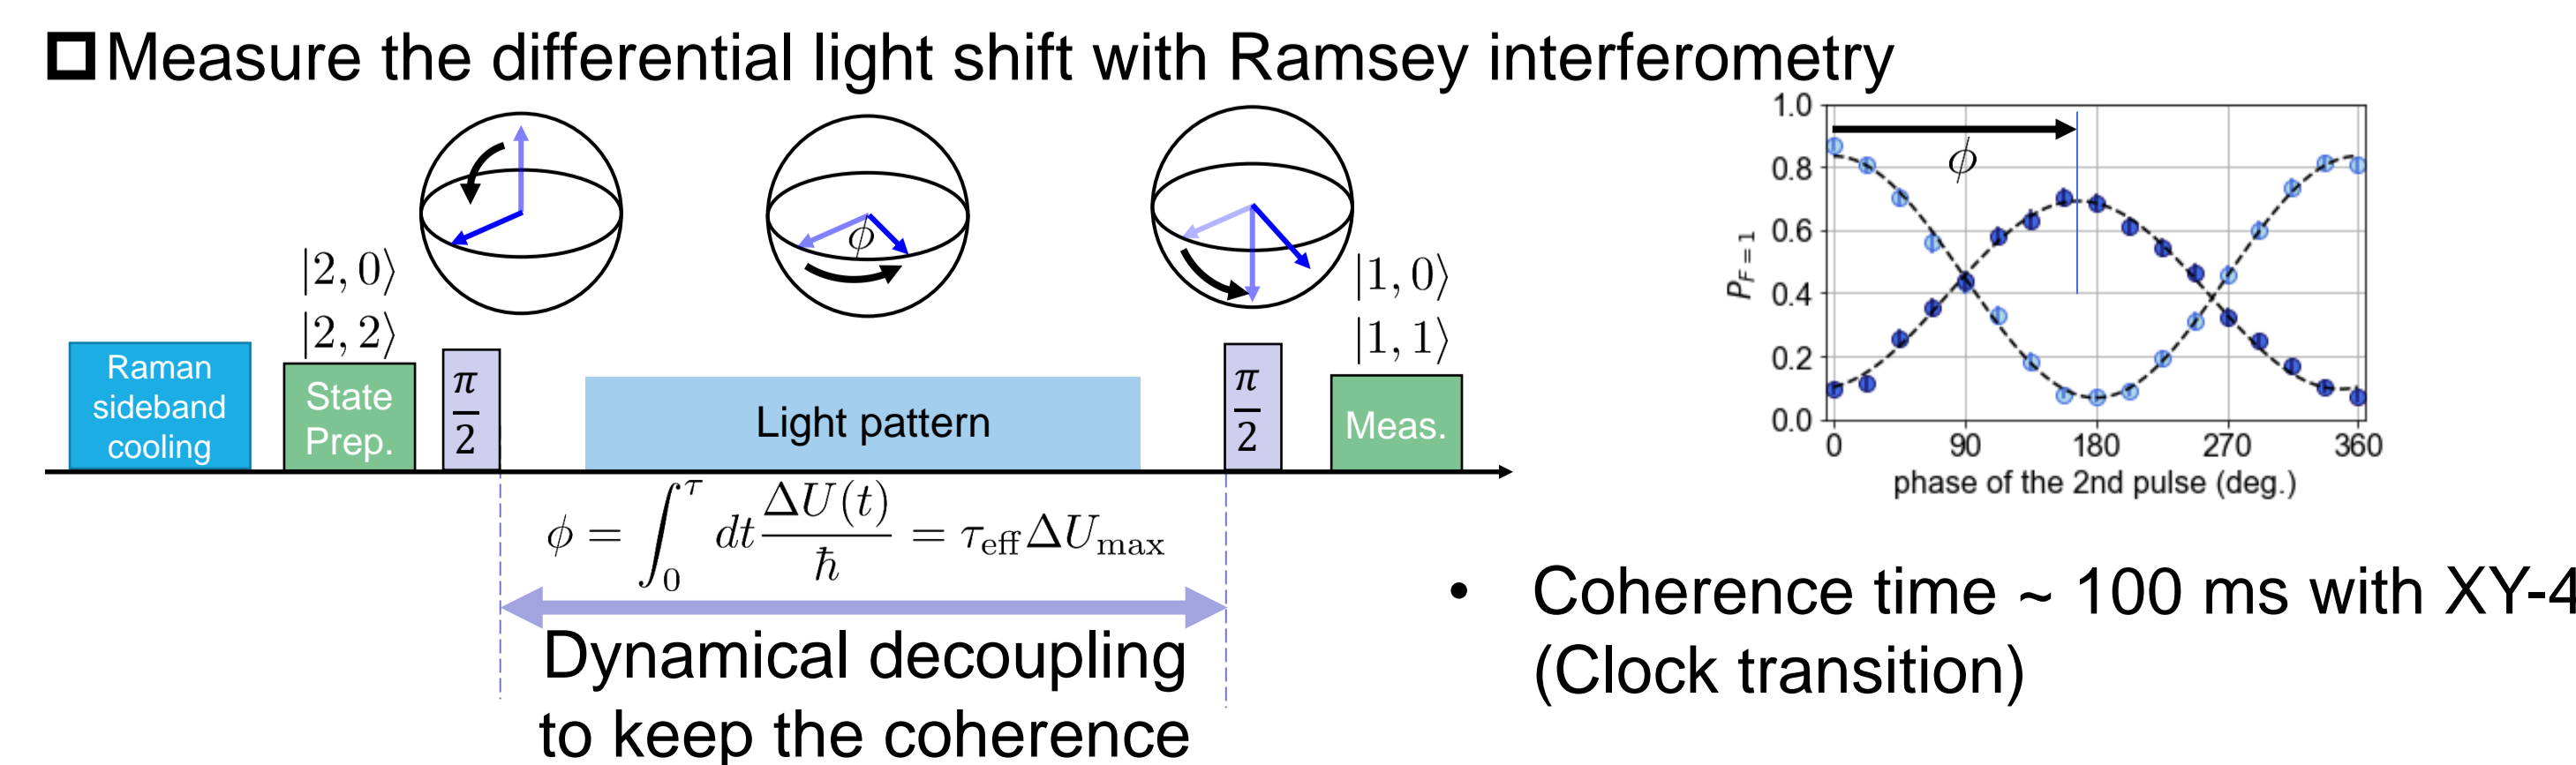 Measure the differential light shift with Ramsey interferometry
|2, 0⟩
|2, 2⟩
Raman
sideband
cooling
State
Prep.
π/2
ϕ
Light pattern
π/2
|1, 0⟩
|1, 1⟩
Meas.
ϕ = ∫_0^τ dt ΔU(t)/ħ = τ_eff ΔU_max
Dynamical decoupling
to keep the coherence
1.0
0.8
0.6
0.4
0.2
0.0
P_{F=1}
ϕ
0 90 180 270 360
phase of the 2nd pulse (deg.)
• Coherence time ~ 100 ms with XY-4
(Clock transition)